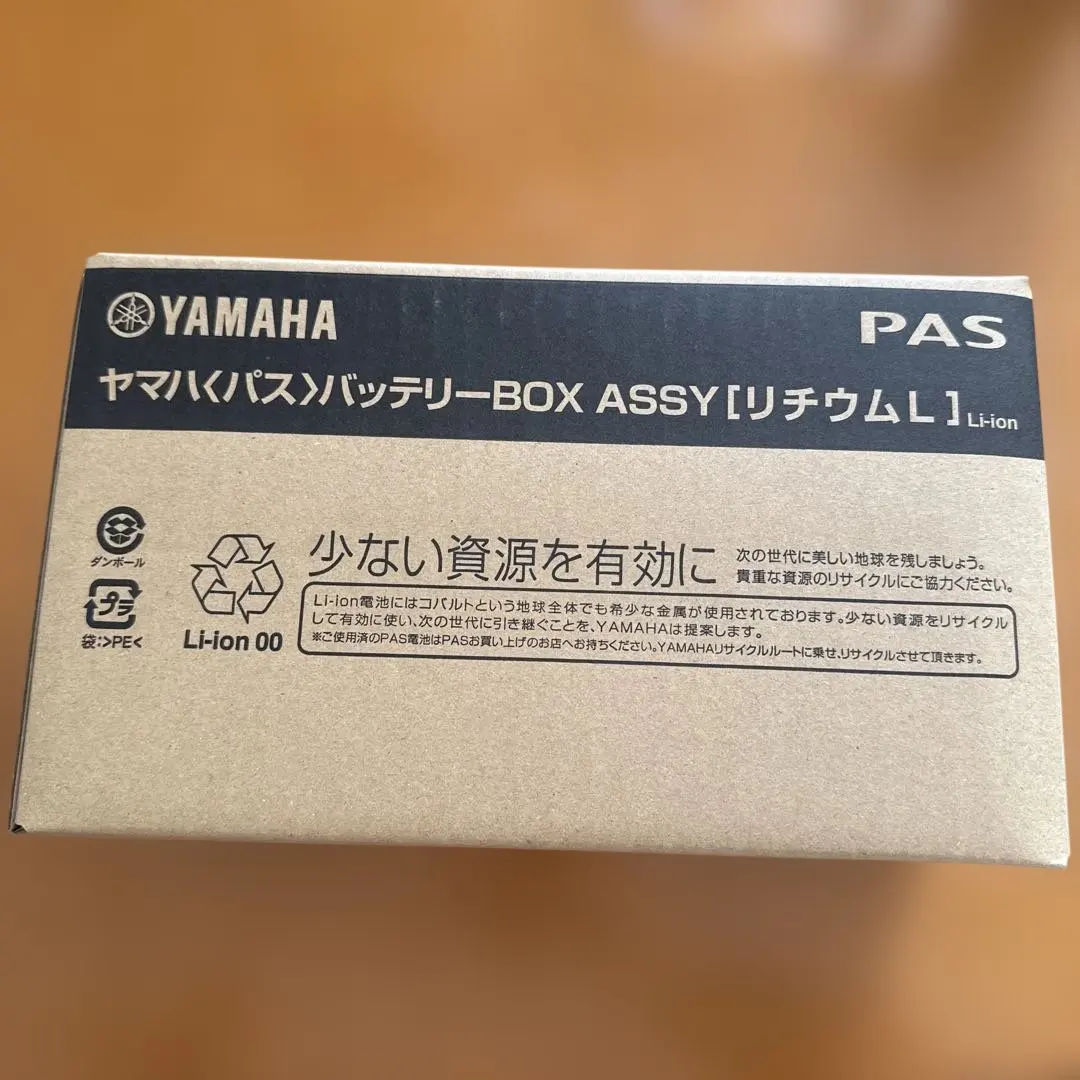 YAMAHA
PAS
ヤマハ〈パス〉バッテリーBOX ASSY[リチウムL] Li-ion
ダンボール
プラ
袋:>PE<
Li-ion 00
少ない資源を有効に
次の世代に美しい地球を残しましょう。
貴重な資源のリサイクルにご協力ください。
Li-ion電池にはコバルトという地球全体でも希少な金属が使用されております。少ない資源をリサイクル
して有効に使い、次の世代に引き継ぐことを、YAMAHAは提案します。
※ご使用済のPAS電池はPASお買い上げのお店へお持ちください。YAMAHAリサイクルルートに乗せ、リサイクルさせて頂きます。